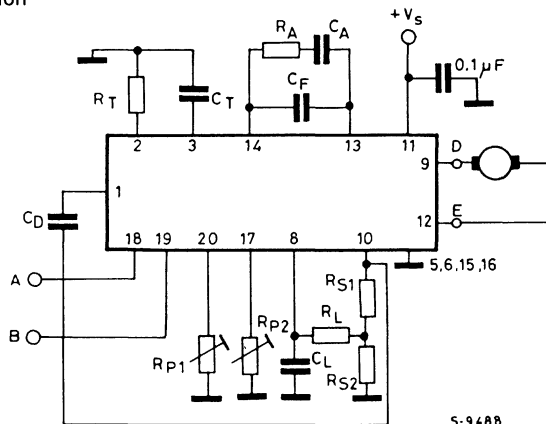 ion
+VS
RA
CA
0.1µF
CF
RT
CT
2
3
14
13
11
9
D
1
CD
12
E
18
19
20
17
8
10
5,6,15,16
A
RS1
RL
B
RP1
RP2
CL
RS2
S-9488